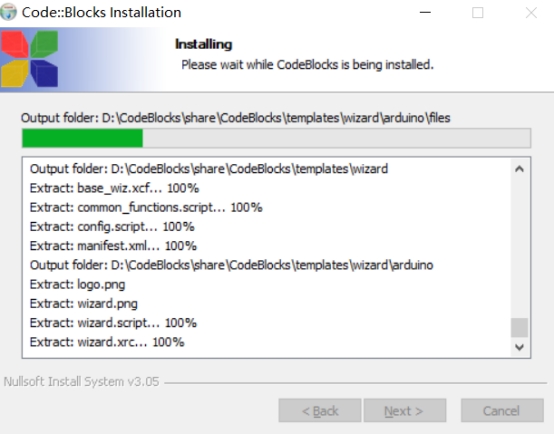 Code::Blocks Installation
Installing
Please wait while CodeBlocks is being installed.
Output folder: D:\CodeBlocks\share\CodeBlocks\templates\wizard\arduino\files
Output folder: D:\CodeBlocks\share\CodeBlocks\templates\wizard
Extract: base_wiz.xcf... 100%
Extract: common_functions.script... 100%
Extract: config.script... 100%
Extract: manifest.xml... 100%
Output folder: D:\CodeBlocks\share\CodeBlocks\templates\wizard\arduino
Extract: logo.png
Extract: wizard.png
Extract: wizard.script... 100%
Extract: wizard.xrc... 100%
Nullsoft Install System v3.05
< Back Next > Cancel